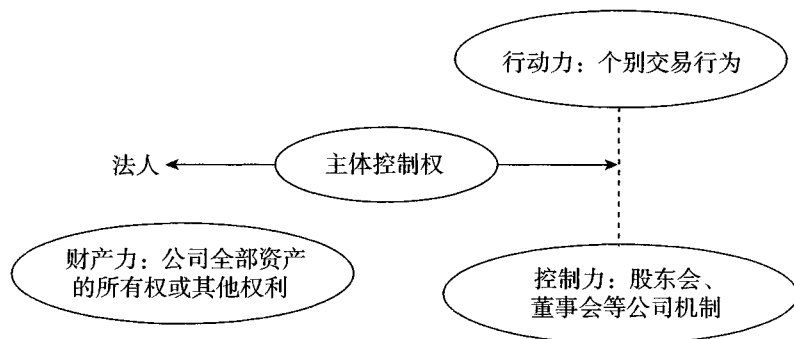 行动力：个别交易行为
法人
主体控制权
财产力：公司全部资产
的所有权或其他权利
控制力：股东会、
董事会等公司机制